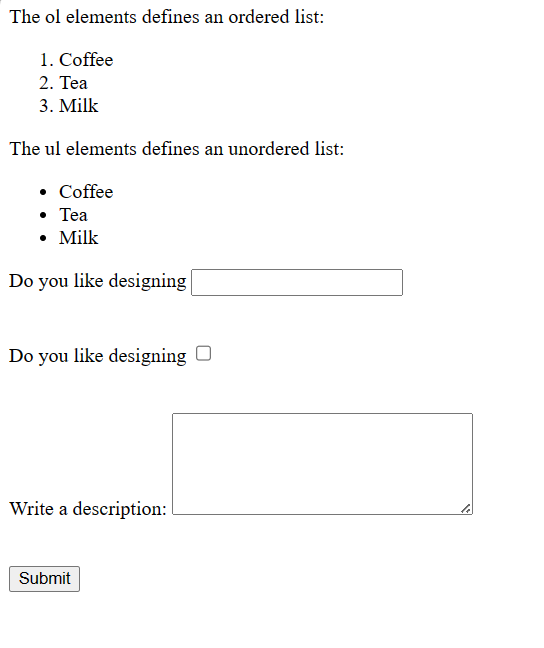 The ol elements defines an ordered list:
1. Coffee
2. Tea
3. Milk
The ul elements defines an unordered list:
• Coffee
• Tea
• Milk
Do you like designing
Do you like designing
Write a description:
Submit